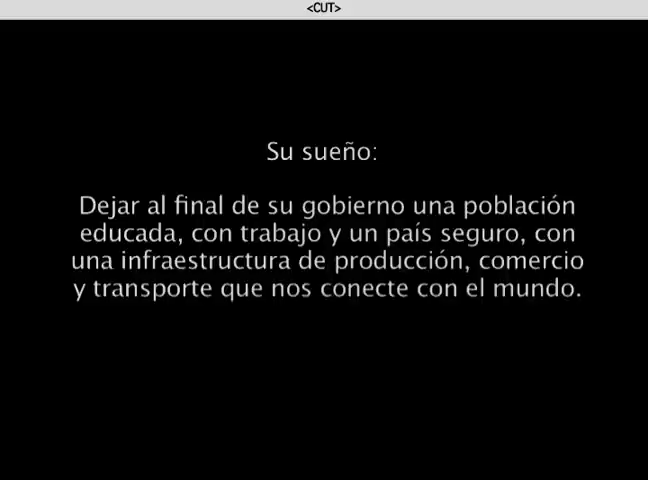 <CUT>
Su sueño:
Dejar al final de su gobierno una población
educada, con trabajo y un país seguro, con
una infraestructura de producción, comercio
y transporte que nos conecte con el mundo.